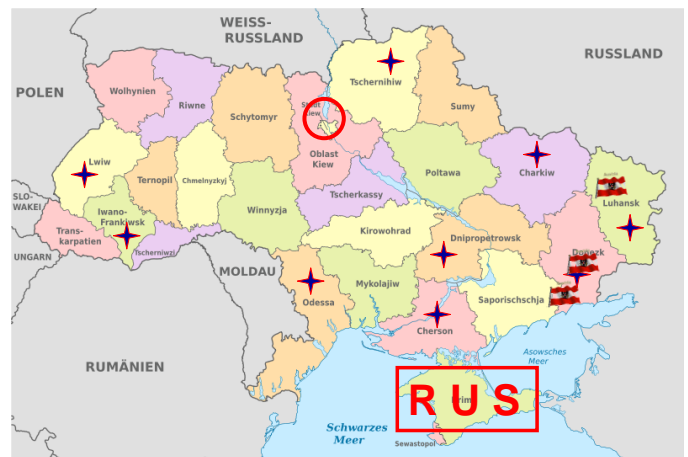 WEISS-
RUSSLAND
RUSSLAND
POLEN
Wolhynien
Riwne
Schytomyr
Stadt
Kiew
Tschernihiw
Sumy
Oblast
Kiew
Lwiw
Ternopil
Chmelnyzkyj
Winnyzja
Tscherkassy
Poltawa
Charkiw
Luhansk
SLO-
WAKEI
Iwano-
Frankiwsk
Trans-
karpatien
Tscherniwzi
UNGARN
Kirowohrad
Dnipropetrowsk
Donezk
MOLDAU
Odessa
Mykolajiw
Cherson
Saporischschja
RUMÄNIEN
Asowsches
Meer
R U S
Krim
Schwarzes
Meer
Sewastopol